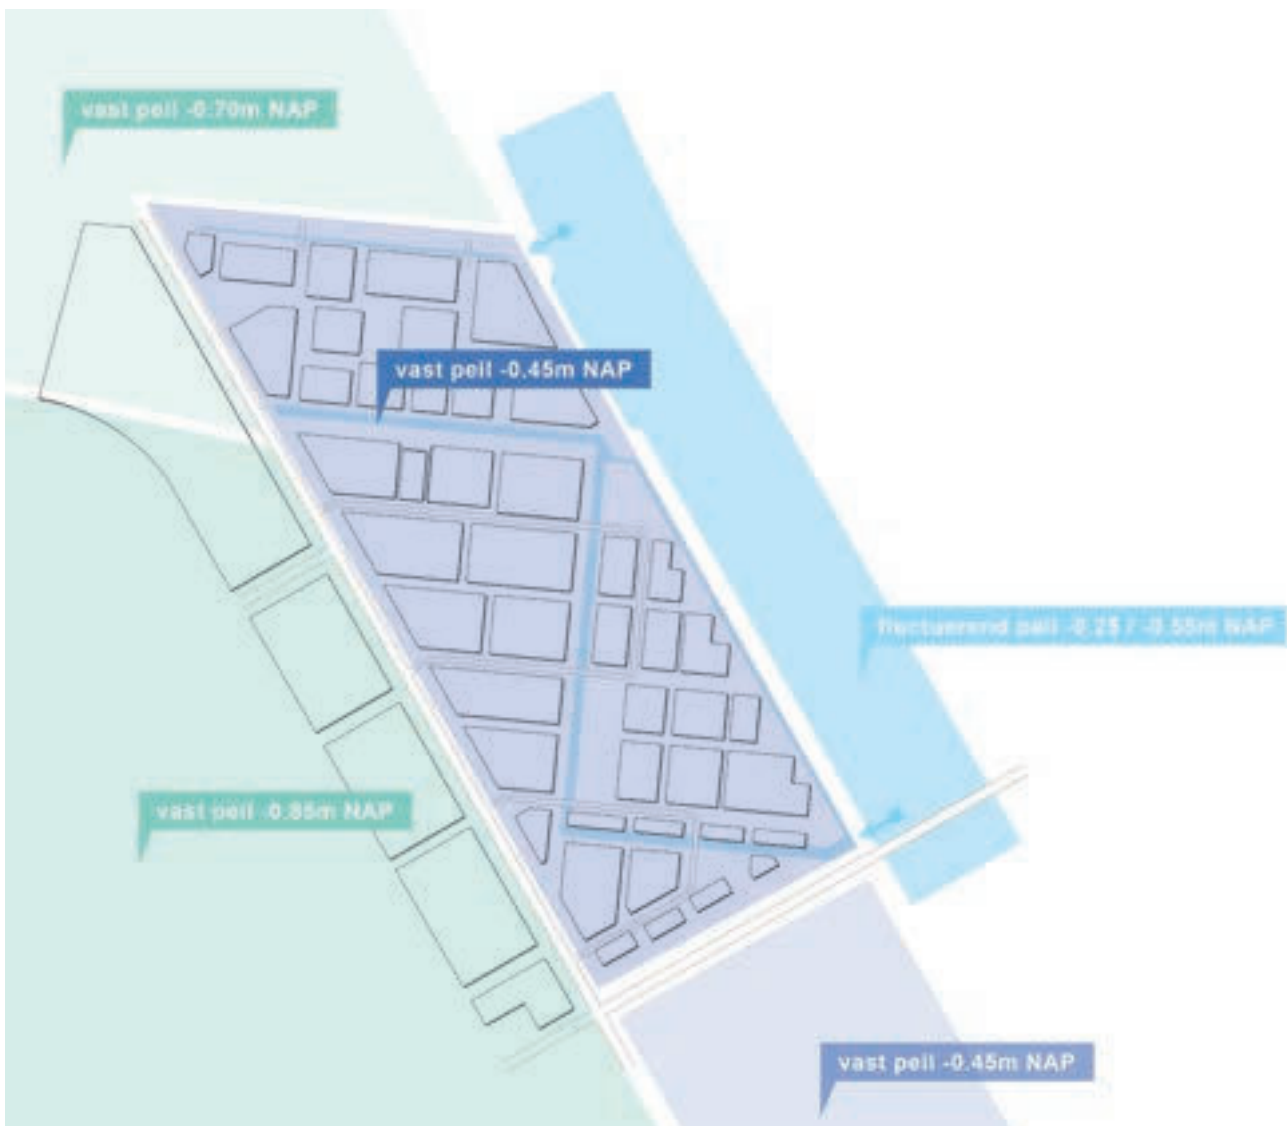 vast peil -0.70m NAP
vast peil -0.45m NAP
fluctuerend peil -0.25 / -0.55m NAP
vast peil -0.85m NAP
vast peil -0.45m NAP